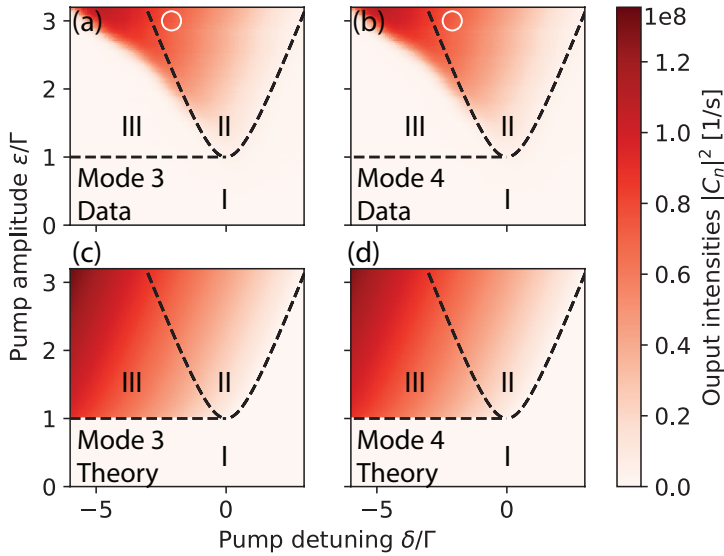 (a)
(b)
3
2
1
0
III
II
I
Mode 3
Data
III
II
I
Mode 4
Data
(c)
(d)
3
2
1
0
III
II
I
Mode 3
Theory
III
II
I
Mode 4
Theory
−5
0
−5
0
Pump detuning δ/Γ
Pump amplitude ε/Γ
1e8
1.2
1.0
0.8
0.6
0.4
0.2
0.0
Ouput intensities |Cₙ|² [1/s]